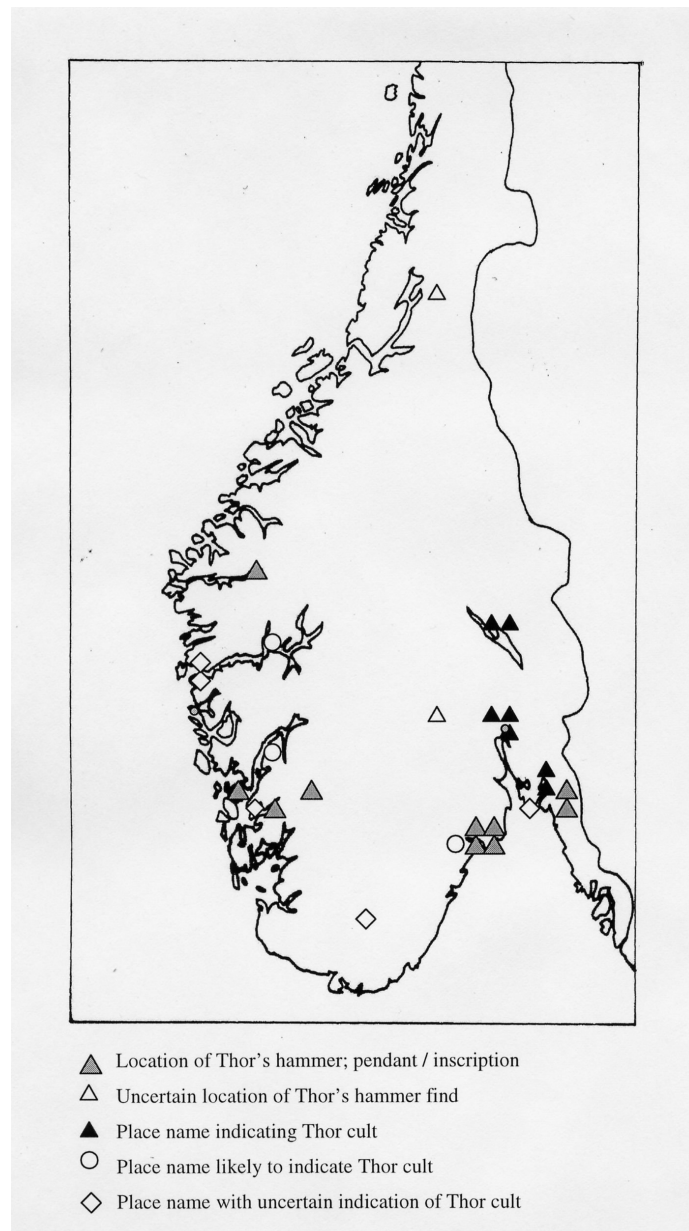 Location of Thor's hammer; pendant / inscription
Uncertain location of Thor's hammer find
Place name indicating Thor cult
Place name likely to indicate Thor cult
Place name with uncertain indication of Thor cult